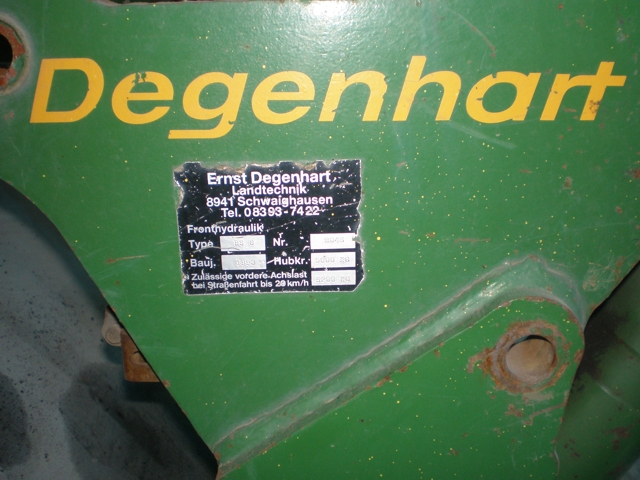 Degenhart
Ernst Degenhart
Landtechnik
8941 Schwaighausen
Tel. 08393-7422
Fronthydraulik
Type Nr.
Bauj. Hubkr.
Zulässige vordere Achslast
bei Straßenfahrt bis 20 km/h